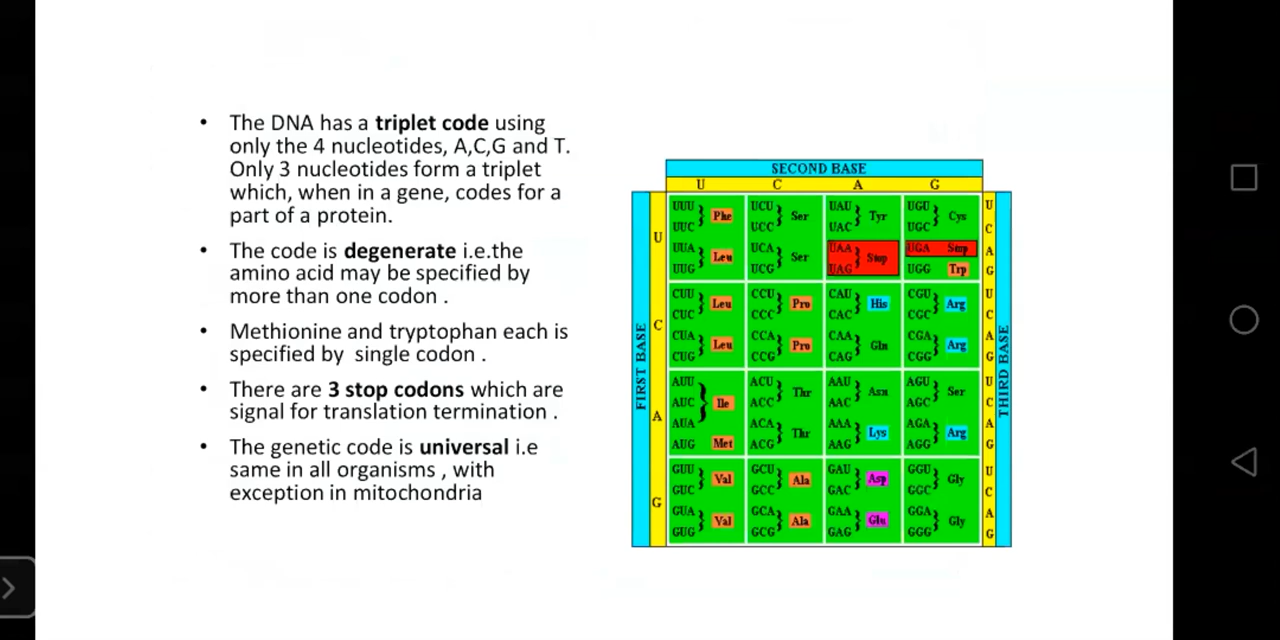 • The DNA has a triplet code using
only the 4 nucleotides, A,C,G and T.
Only 3 nucleotides form a triplet
which, when in a gene, codes for a
part of a protein.
• The code is degenerate i.e.the
amino acid may be specified by
more than one codon .
• Methionine and tryptophan each is
specified by single codon .
• There are 3 stop codons which are
signal for translation termination .
• The genetic code is universal i.e
same in all organisms , with
exception in mitochondria
SECOND BASE
U C A G
FIRST BASE
THIRD BASE
U
UUU UCU UAU UGU U
Phe Ser Tyr Cys
UUC UCC UAC UGC C
UUA UCA UAA UGA Stop A
Leu Ser Stop
UUG UCG UAG UGG Trp G
C
CUU CCU CAU CGU U
Leu Pro His Arg
CUC CCC CAC CGC C
CUA CCA CAA CGA A
Leu Pro Gln Arg
CUG CCG CAG CGG G
A
AUU ACU AAU AGU U
Thr Asn Ser
AUC Ile ACC AAC AGC C
AUA ACA AAA AGA A
Thr Lys Arg
AUG Met ACG AAG AGG G
G
GUU GCU GAU GGU U
Val Ala Asp Gly
GUC GCC GAC GGC C
GUA GCA GAA GGA A
Val Ala Glu Gly
GUG GCG GAG GGG G